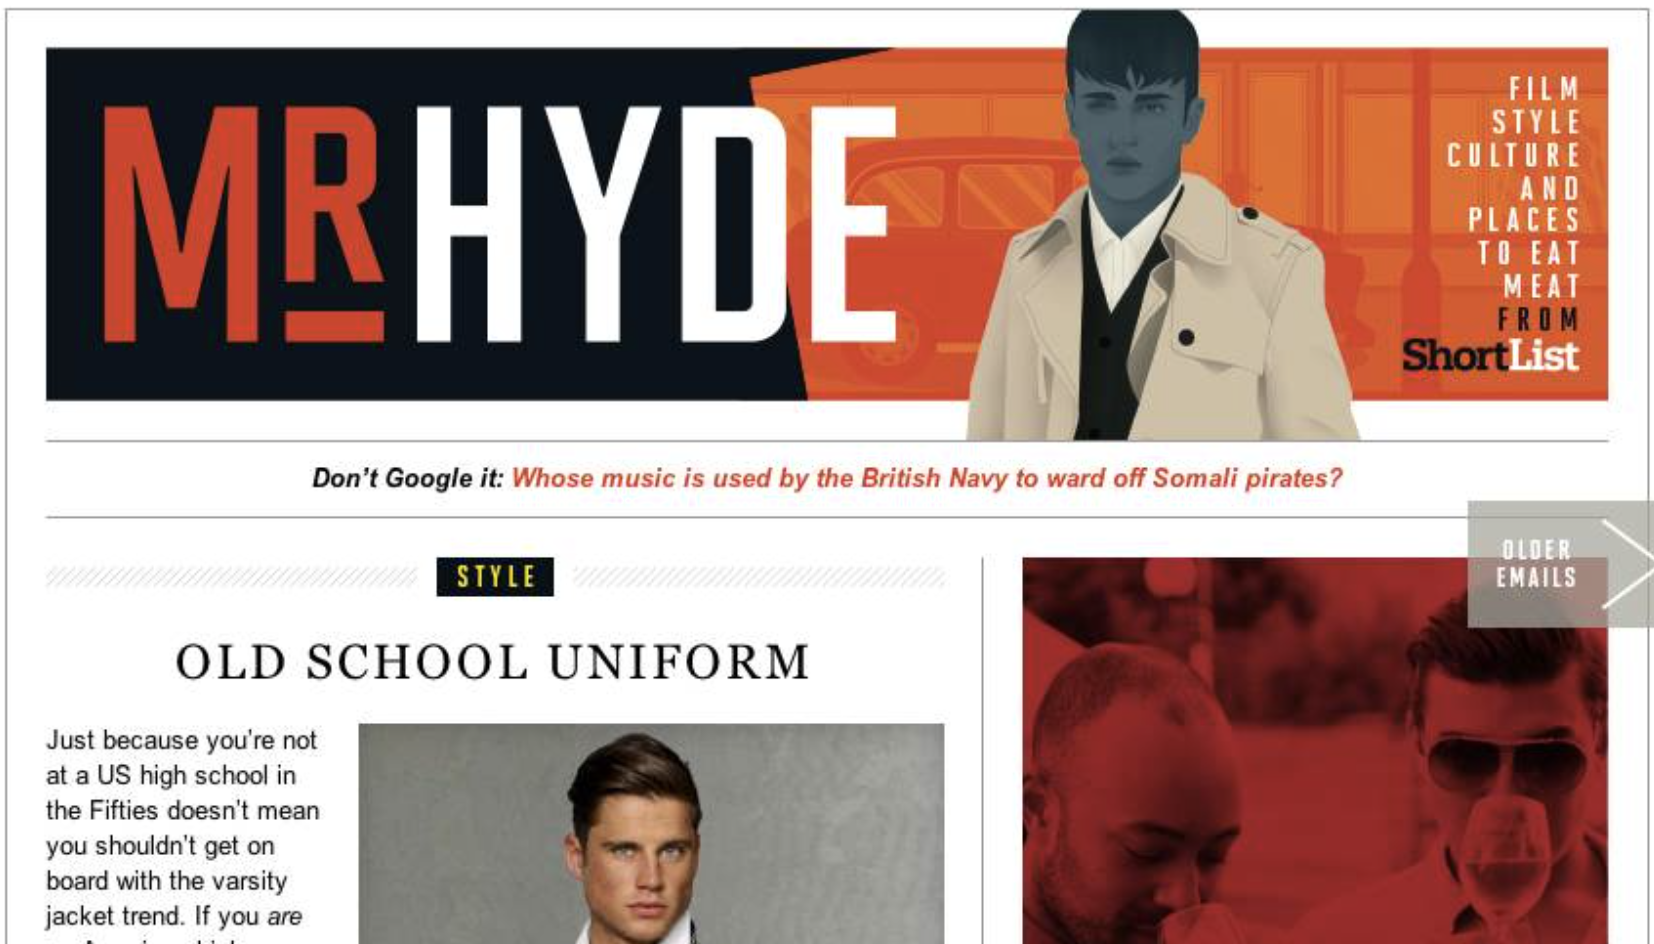 MR HYDE
FILM
STYLE
CULTURE
AND
PLACES
TO EAT
MEAT
FROM
ShortList
Don't Google it: Whose music is used by the British Navy to ward off Somali pirates?
OLDER
EMAILS
STYLE
OLD SCHOOL UNIFORM
Just because you're not
at a US high school in
the Fifties doesn't mean
you shouldn't get on
board with the varsity
jacket trend. If you are